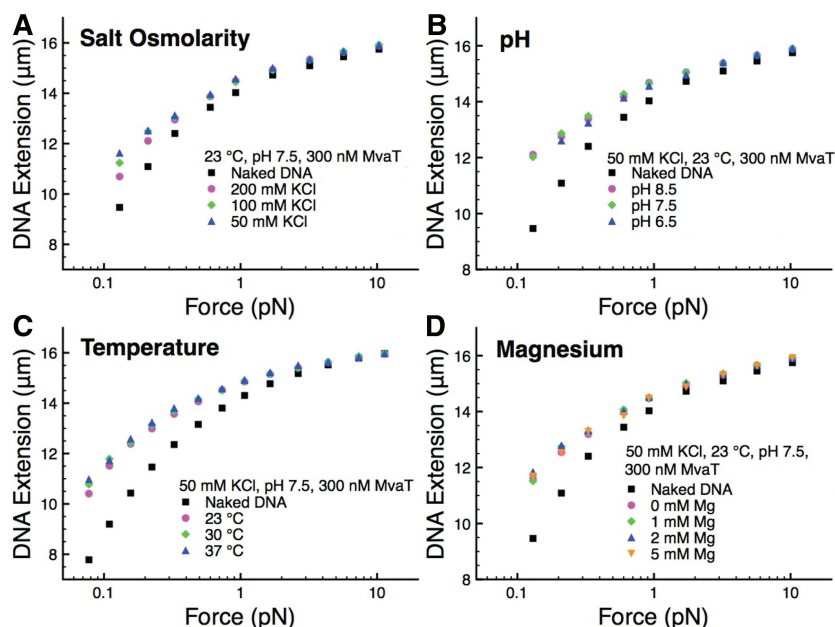 A
Salt Osmolarity
DNA Extension (µm)
16
14
12
10
8
23 °C, pH 7.5, 300 nM MvaT
Naked DNA
200 mM KCl
100 mM KCl
50 mM KCl
0.1
1
10
Force (pN)
B
pH
DNA Extension (µm)
16
14
12
10
8
50 mM KCl, 23 °C, 300 nM MvaT
Naked DNA
pH 8.5
pH 7.5
pH 6.5
0.1
1
10
Force (pN)
C
Temperature
DNA Extension (µm)
16
14
12
10
8
50 mM KCl, pH 7.5, 300 nM MvaT
Naked DNA
23 °C
30 °C
37 °C
0.1
1
10
Force (pN)
D
Magnesium
DNA Extension (µm)
16
14
12
10
8
50 mM KCl, 23 °C, pH 7.5,
300 nM MvaT
Naked DNA
0 mM Mg
1 mM Mg
2 mM Mg
5 mM Mg
0.1
1
10
Force (pN)